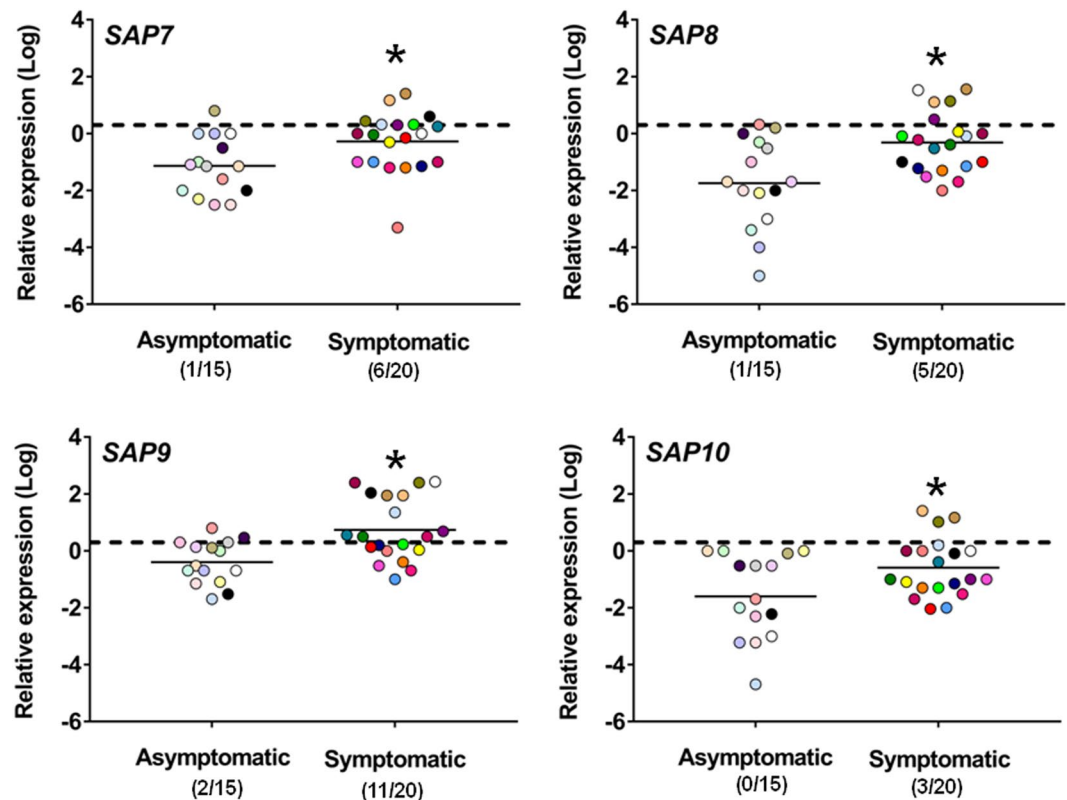 SAP7
Relative expression (Log)
4
2
0
-2
-4
-6
*
Asymptomatic
(1/15)
Symptomatic
(6/20)
SAP8
Relative expression (Log)
4
2
0
-2
-4
-6
*
Asymptomatic
(1/15)
Symptomatic
(5/20)
SAP9
Relative expression (Log)
4
2
0
-2
-4
-6
*
Asymptomatic
(2/15)
Symptomatic
(11/20)
SAP10
Relative expression (Log)
4
2
0
-2
-4
-6
*
Asymptomatic
(0/15)
Symptomatic
(3/20)